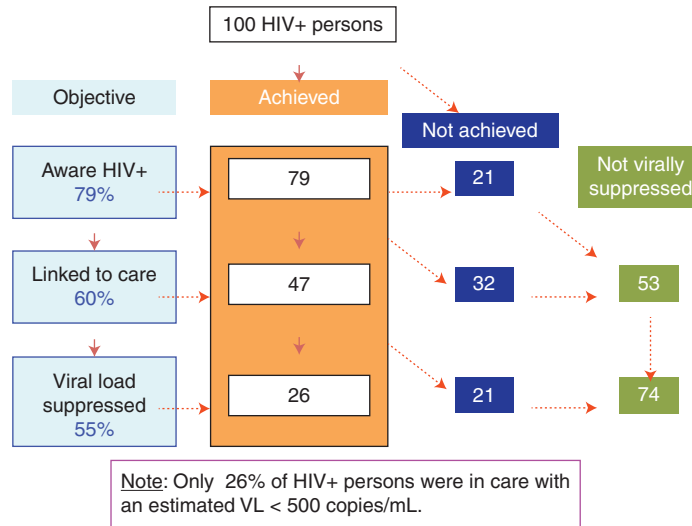 100 HIV+ persons
Objective
Achieved
Not achieved
Not virally
suppressed
Aware HIV+
79%
79
21
Linked to care
60%
47
32
53
Viral load
suppressed
55%
26
21
74
Note: Only 26% of HIV+ persons were in care with
an estimated VL < 500 copies/mL.